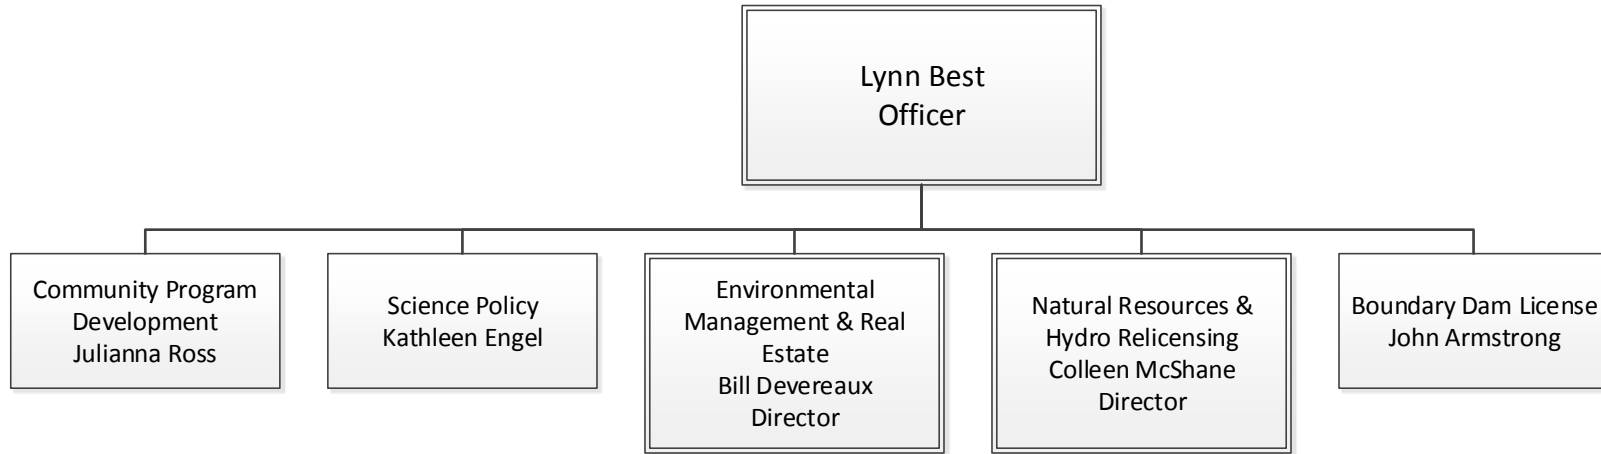 Lynn Best
Officer
Community Program
Development
Julianna Ross
Science Policy
Kathleen Engel
Environmental
Management & Real
Estate
Bill Devereaux
Director
Natural Resources &
Hydro Relicensing
Colleen McShane
Director
Boundary Dam License
John Armstrong